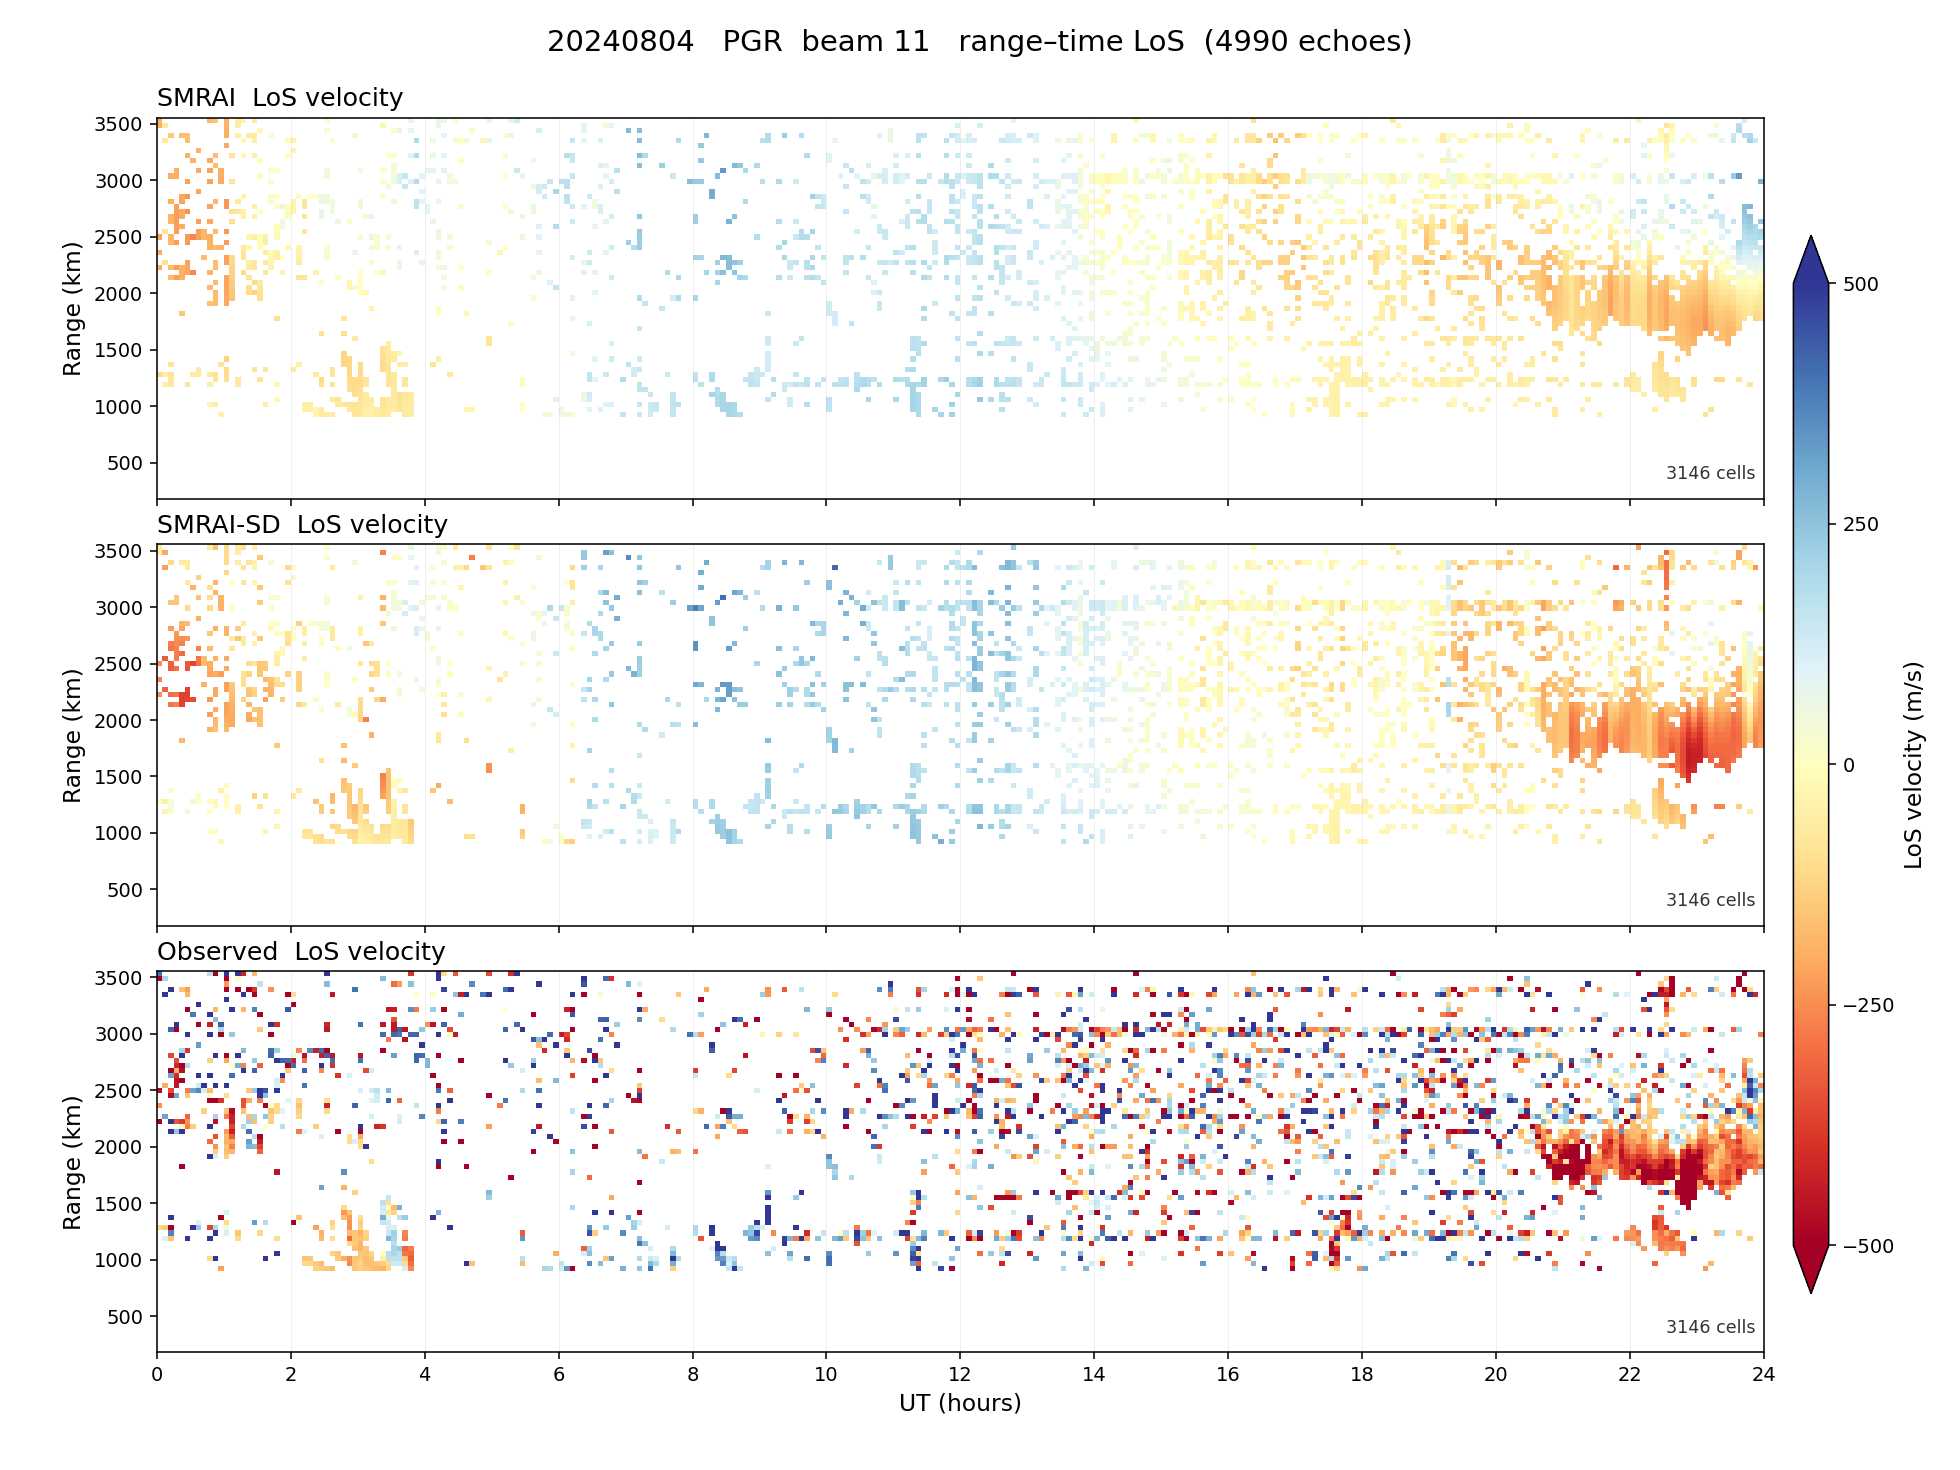 20240804   PGR  beam 11   range–time LoS  (4990 echoes)
SMRAI  LoS velocity
3500
3000
2500
2000
1500
1000
500
Range (km)
3146 cells
SMRAI-SD  LoS velocity
3500
3000
2500
2000
1500
1000
500
Range (km)
3146 cells
Observed  LoS velocity
3500
3000
2500
2000
1500
1000
500
Range (km)
3146 cells
0 2 4 6 8 10 12 14 16 18 20 22 24
UT (hours)
500
250
0
−250
−500
LoS velocity (m/s)